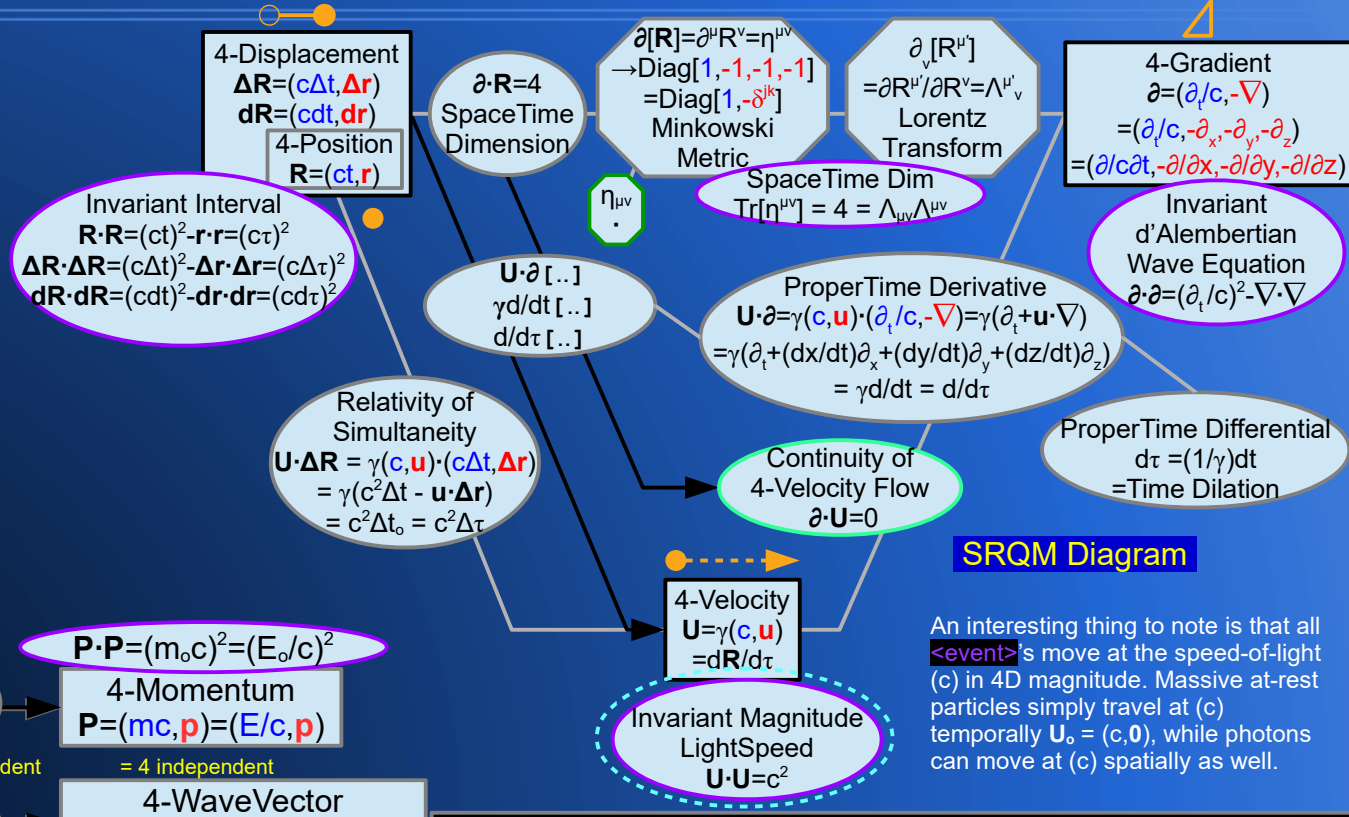 4-Displacement
ΔR=(cΔt,Δr)
dR=(cdt,dr)
4-Position
R=(ct,r)
∂·R=4
SpaceTime
Dimension
∂[R]=∂^μR^ν=η^μν
→Diag[1,-1,-1,-1]
=Diag[1,-δ^jk]
Minkowski
Metric
∂_ν[R^μ']
=∂R^μ'/∂R^ν=Λ^μ'_ν
Lorentz
Transform
4-Gradient
∂=(∂_t/c,-∇)
=(∂_t/c,-∂_x,-∂_y,-∂_z)
=(∂/c∂t,-∂/∂x,-∂/∂y,-∂/∂z)
Invariant Interval
R·R=(ct)²-r·r=(cτ)²
ΔR·ΔR=(cΔt)²-Δr·Δr=(cΔτ)²
dR·dR=(cdt)²-dr·dr=(cdτ)²
η_μν
·
SpaceTime Dim
Tr[η^μν] = 4 = Λ_μνΛ^μν
Invariant
d'Alembertian
Wave Equation
∂·∂=(∂_t/c)²-∇·∇
U·∂[..]
γd/dt [..]
d/dτ [..]
ProperTime Derivative
U·∂=γ(c,u)·(∂_t/c,-∇)=γ(∂_t+u·∇)
=γ(∂_t+(dx/dt)∂_x+(dy/dt)∂_y+(dz/dt)∂_z)
= γd/dt = d/dτ
Relativity of
Simultaneity
U·ΔR = γ(c,u)·(cΔt,Δr)
= γ(c²Δt - u·Δr)
= c²Δt_o = c²Δτ
Continuity of
4-Velocity Flow
∂·U=0
ProperTime Differential
dτ =(1/γ)dt
=Time Dilation
SRQM Diagram
4-Velocity
U=γ(c,u)
=dR/dτ
Invariant Magnitude
LightSpeed
U·U=c²
An interesting thing to note is that all
<event>'s move at the speed-of-light
(c) in 4D magnitude. Massive at-rest
particles simply travel at (c)
temporally U_o = (c,0), while photons
can move at (c) spatially as well.
P·P=(m_oc)²=(E_o/c)²
4-Momentum
P=(mc,p)=(E/c,p)
dent = 4 independent
4-WaveVector